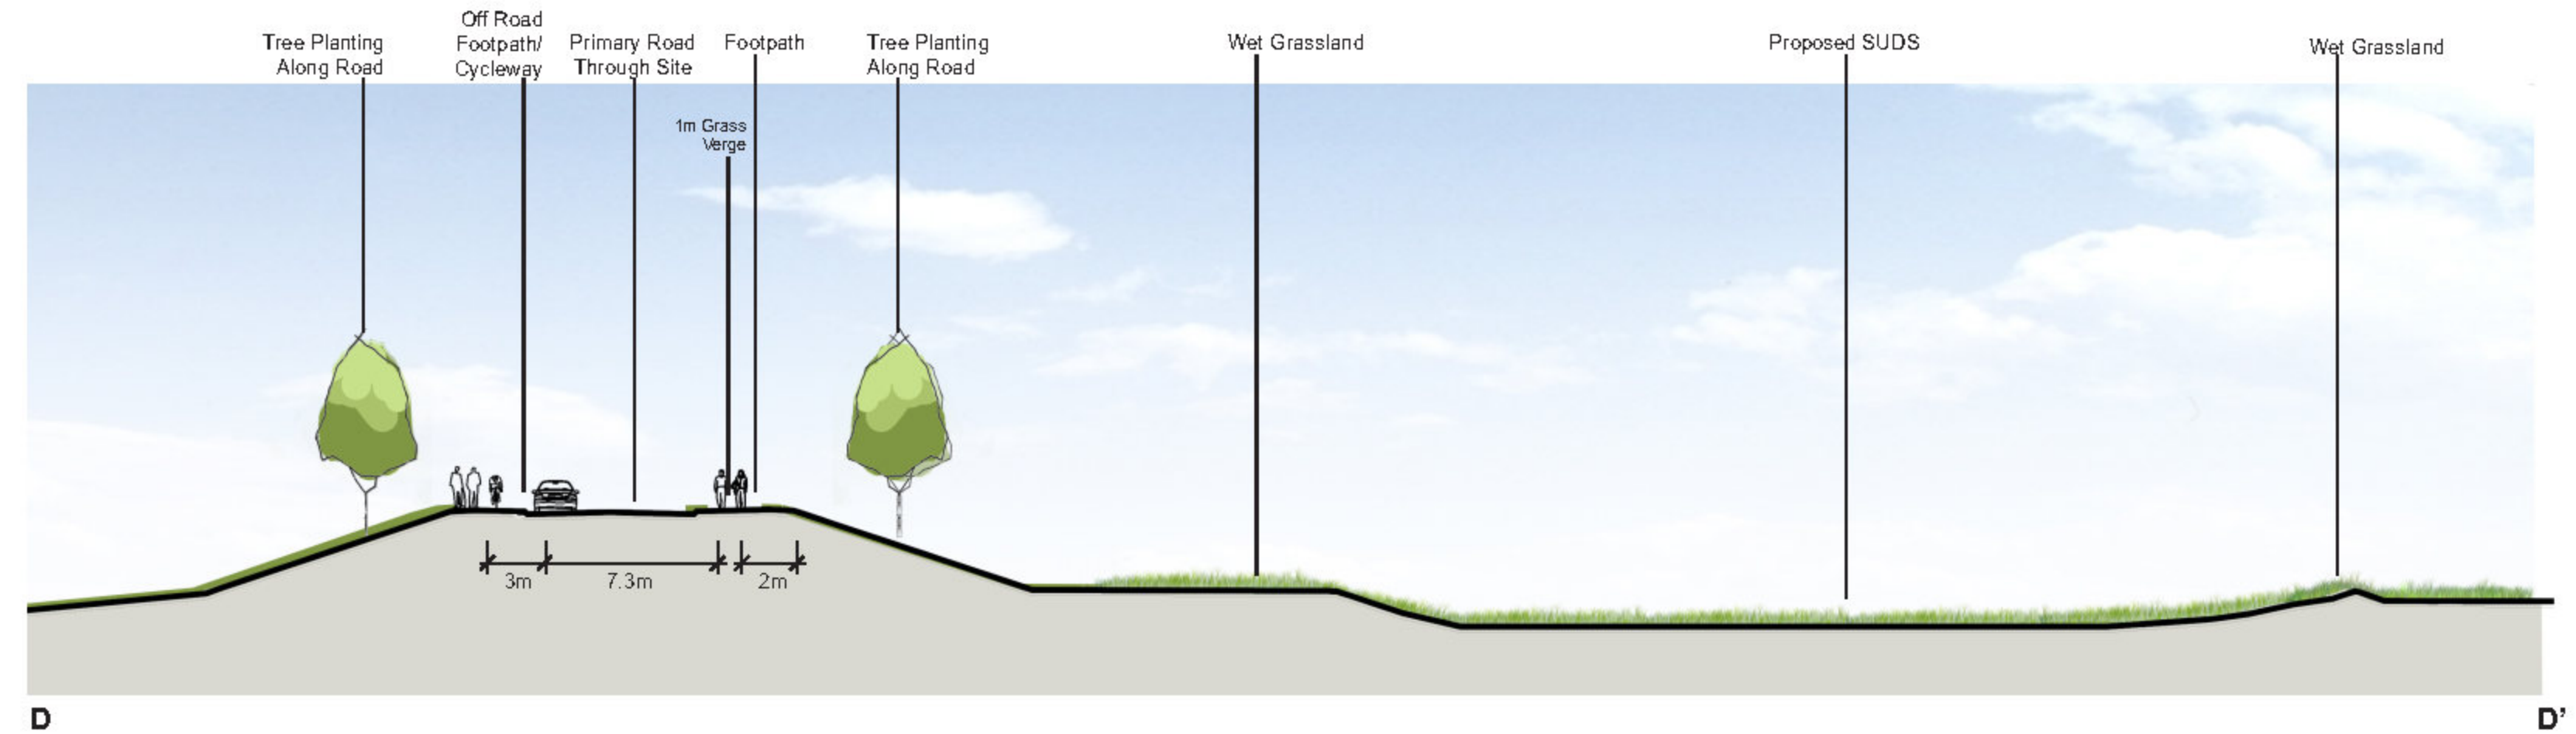 Tree Planting
Along Road
Off Road
Footpath/
Cycleway
Primary Road
Through Site
Footpath
Tree Planting
Along Road
Wet Grassland
Proposed SUDS
Wet Grassland
1m Grass
Verge
3m
7.3m
2m
D
D'